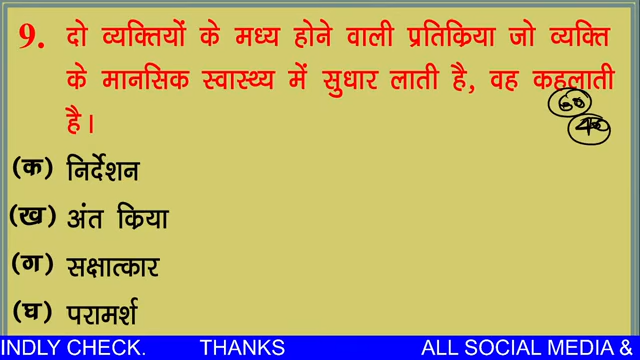 9. दो व्यक्तियों के मध्य होने वाली प्रतिक्रिया जो व्यक्ति
के मानसिक स्वास्थ्य में सुधार लाती है, वह कहलाती
है।
(क) निर्देशन
(ख) अंत क्रिया
(ग) सक्षात्कार
(घ) परामर्श
INDLY CHECK. THANKS ALL SOCIAL MEDIA &